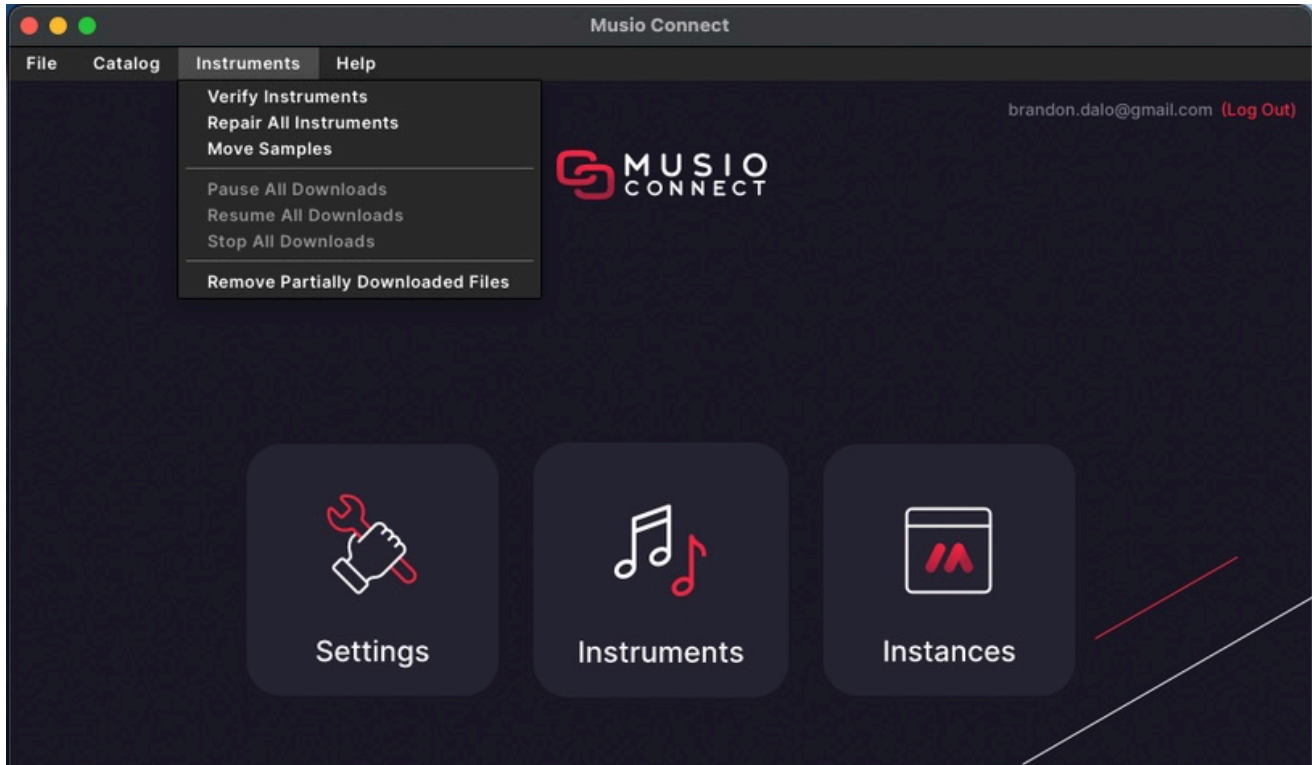 Musio Connect
File Catalog Instruments Help
Verify Instruments
Repair All Instruments
Move Samples
Pause All Downloads
Resume All Downloads
Stop All Downloads
Remove Partially Downloaded Files
brandon.dalo@gmail.com (Log Out)
MUSIO
CONNECT
Settings Instruments Instances